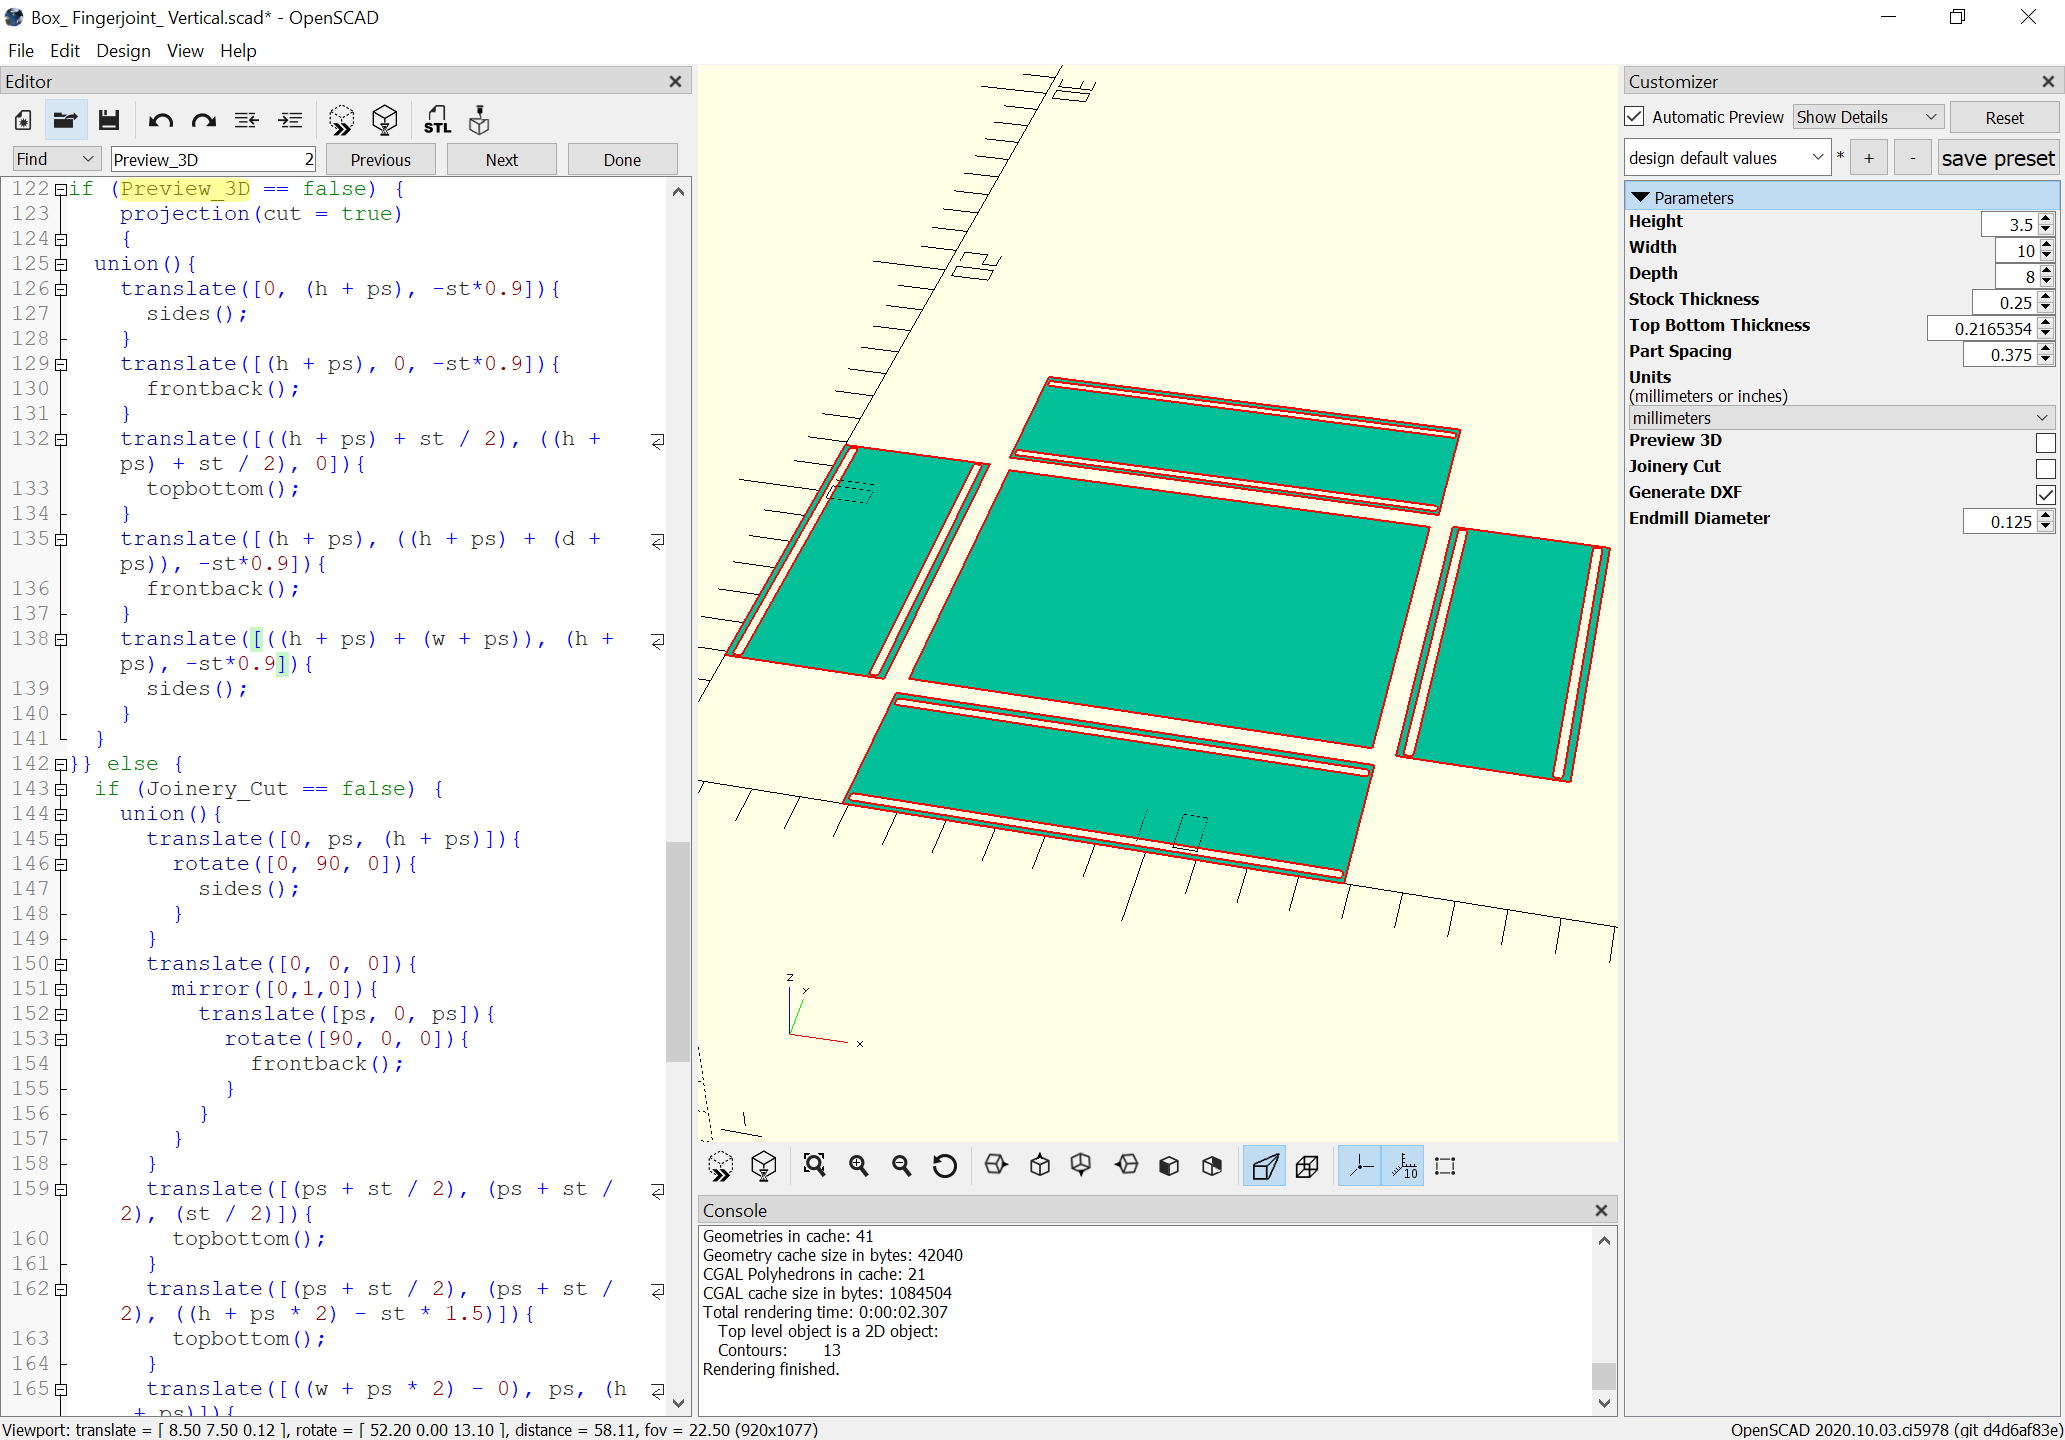 Box_ Fingerjoint_ Vertical.scad* - OpenSCAD
File Edit Design View Help
Editor
STL
Find Preview_3D 2 Previous Next Done
122 if (Preview_3D == false) {
123 projection(cut = true)
124 {
125 union(){
126 translate([0, (h + ps), -st*0.9]){
127 sides();
128 }
129 translate([(h + ps), 0, -st*0.9]){
130 frontback();
131 }
132 translate([((h + ps) + st / 2), ((h +
ps) + st / 2), 0]){
133 topbottom();
134 }
135 translate([(h + ps), ((h + ps) + (d +
ps)), -st*0.9]){
136 frontback();
137 }
138 translate([((h + ps) + (w + ps)), (h +
ps), -st*0.9]){
139 sides();
140 }
141 }
142 }} else {
143 if (Joinery_Cut == false) {
144 union(){
145 translate([0, ps, (h + ps)]){
146 rotate([0, 90, 0]){
147 sides();
148 }
149 }
150 translate([0, 0, 0]){
151 mirror([0,1,0]){
152 translate([ps, 0, ps]){
153 rotate([90, 0, 0]){
154 frontback();
155 }
156 }
157 }
158 }
159 translate([(ps + st / 2), (ps + st /
2), (st / 2)]){
160 topbottom();
161 }
162 translate([(ps + st / 2), (ps + st /
2), ((h + ps * 2) - st * 1.5)]){
163 topbottom();
164 }
165 translate([((w + ps * 2) - 0), ps, (h
+ ps)]){
z
y
x
10
Console
Geometries in cache: 41
Geometry cache size in bytes: 42040
CGAL Polyhedrons in cache: 21
CGAL cache size in bytes: 1084504
Total rendering time: 0:00:02.307
Top level object is a 2D object:
Contours: 13
Rendering finished.
Customizer
Automatic Preview Show Details Reset
design default values * + - save preset
Parameters
Height 3.5
Width 10
Depth 8
Stock Thickness 0.25
Top Bottom Thickness 0.2165354
Part Spacing 0.375
Units
(millimeters or inches)
millimeters
Preview 3D
Joinery Cut
Generate DXF
Endmill Diameter 0.125
Viewport: translate = [ 8.50 7.50 0.12 ], rotate = [ 52.20 0.00 13.10 ], distance = 58.11, fov = 22.50 (920x1077)
OpenSCAD 2020.10.03.ci5978 (git d4d6af83e)